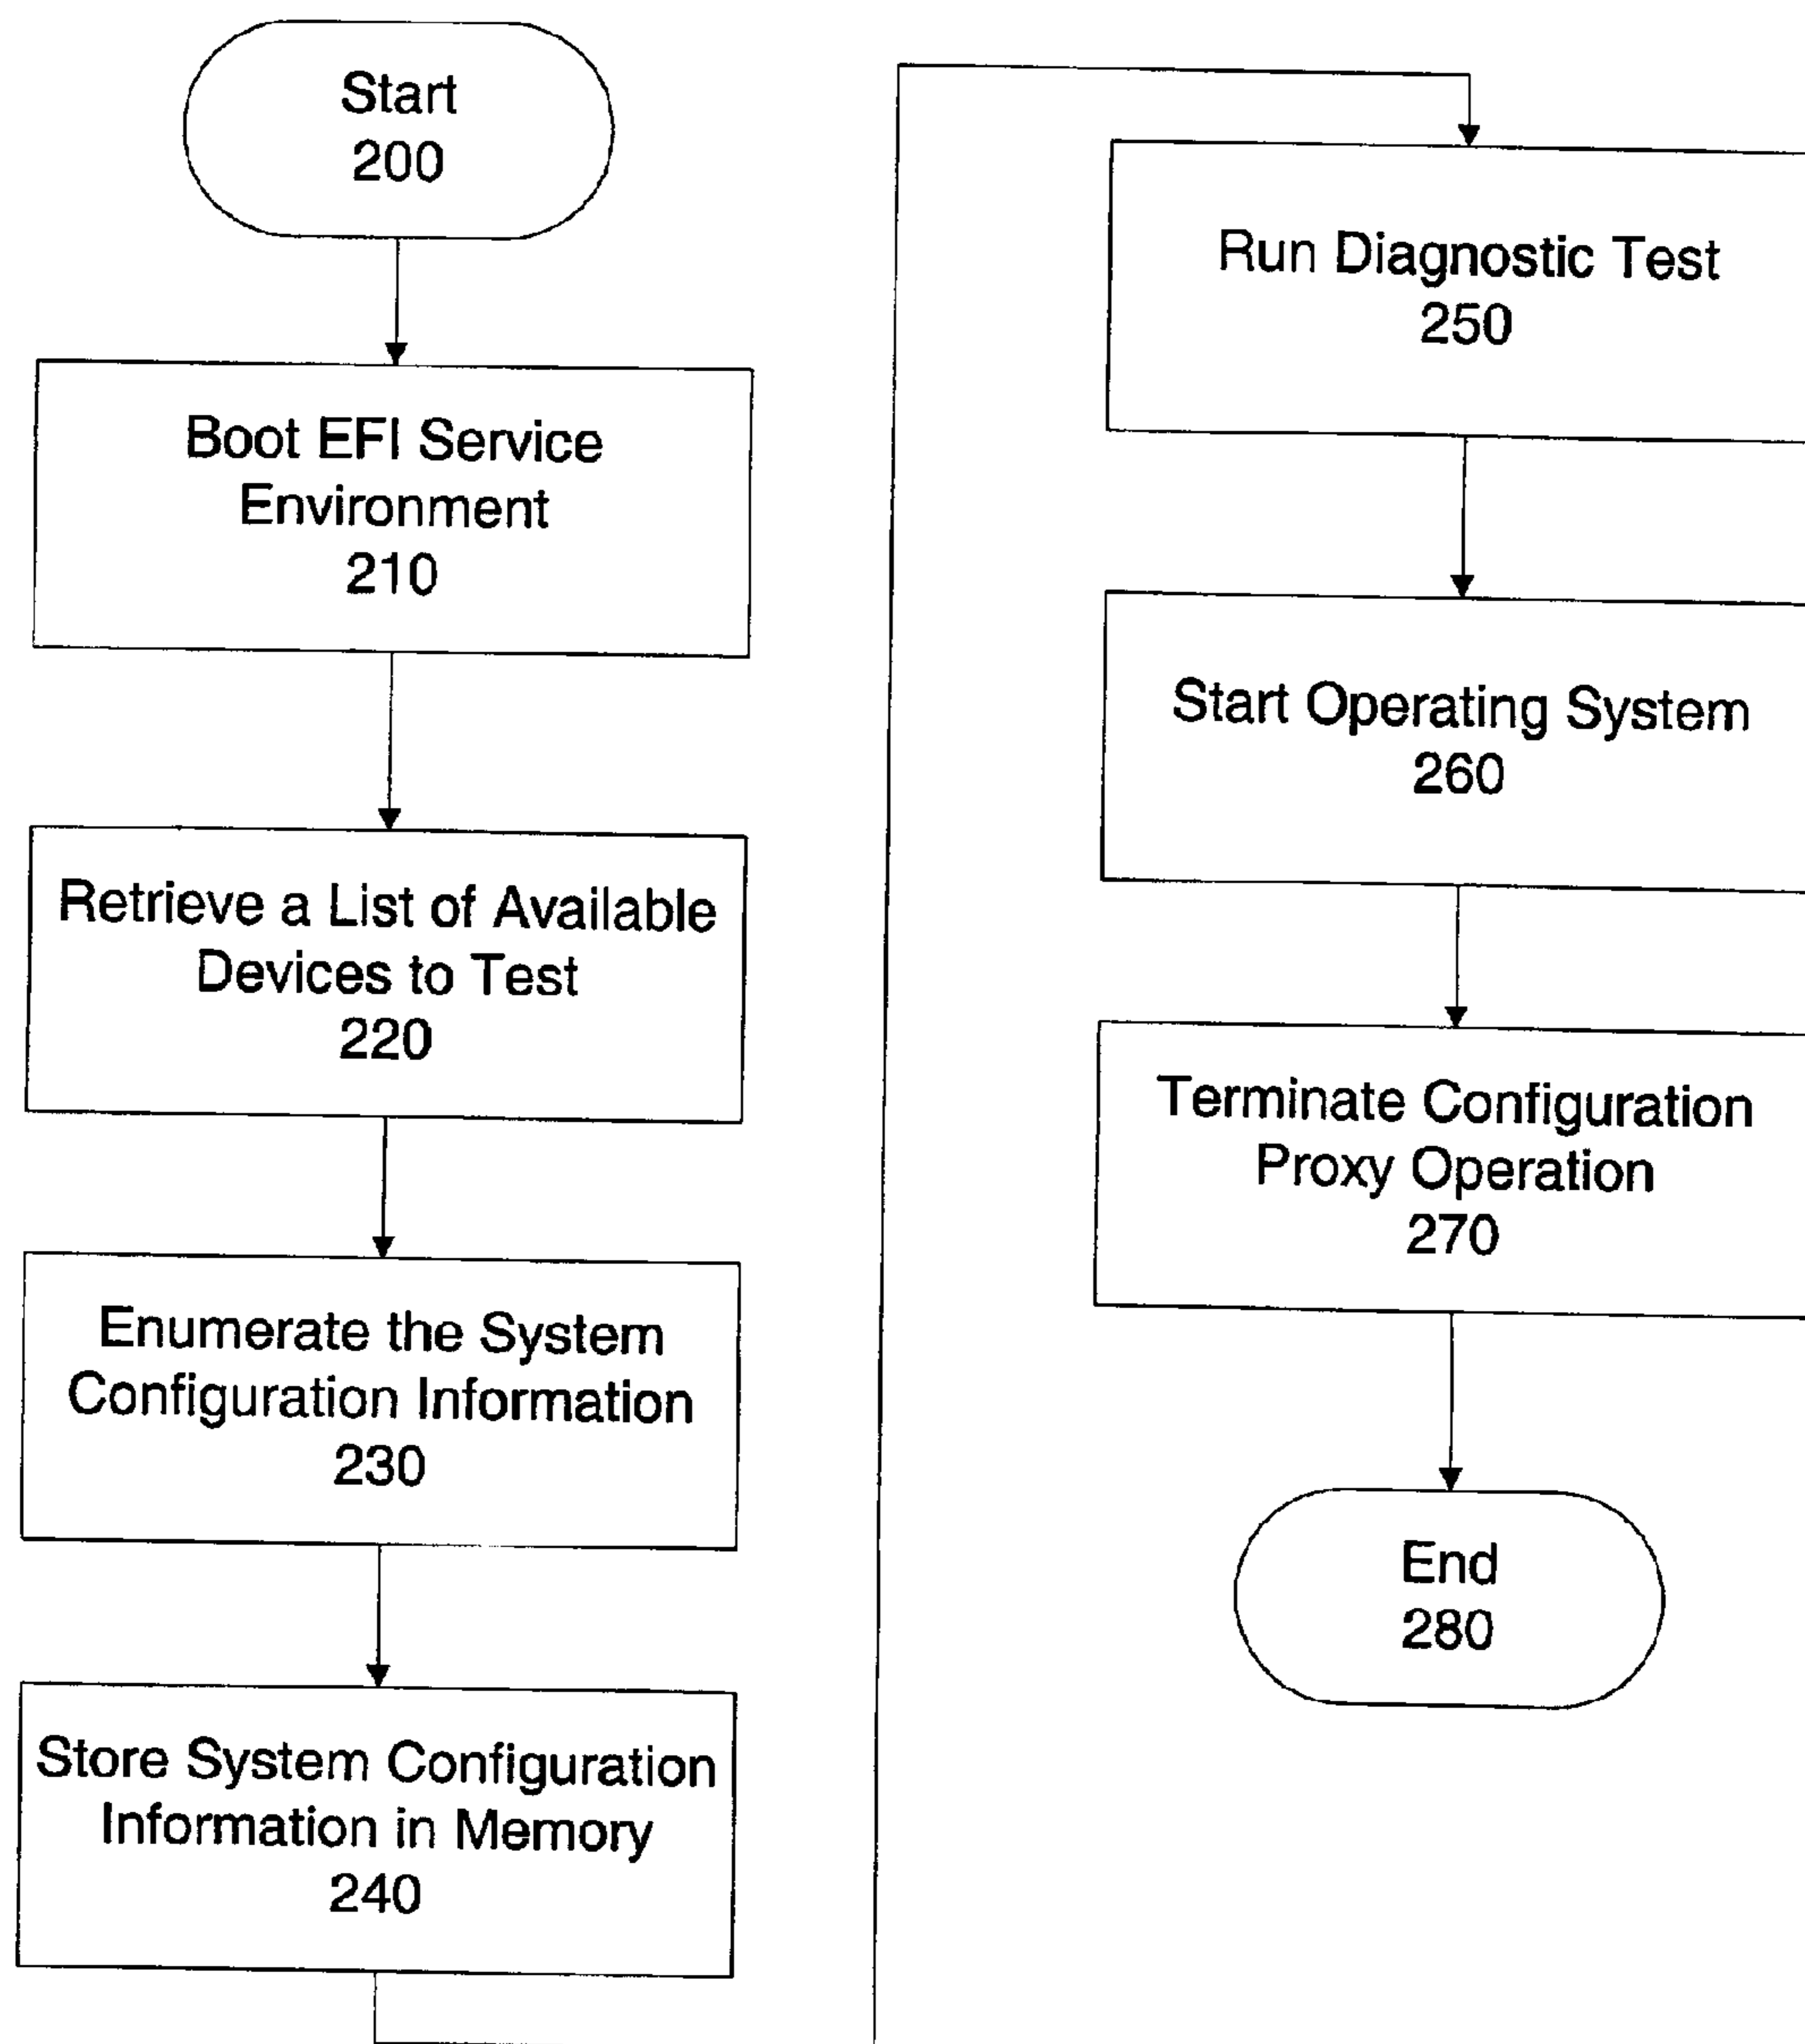 Start
200
Boot EFI Service
Environment
210
Retrieve a List of Available
Devices to Test
220
Enumerate the System
Configuration Information
230
Store System Configuration
Information in Memory
240
Run Diagnostic Test
250
Start Operating System
260
Terminate Configuration
Proxy Operation
270
End
280